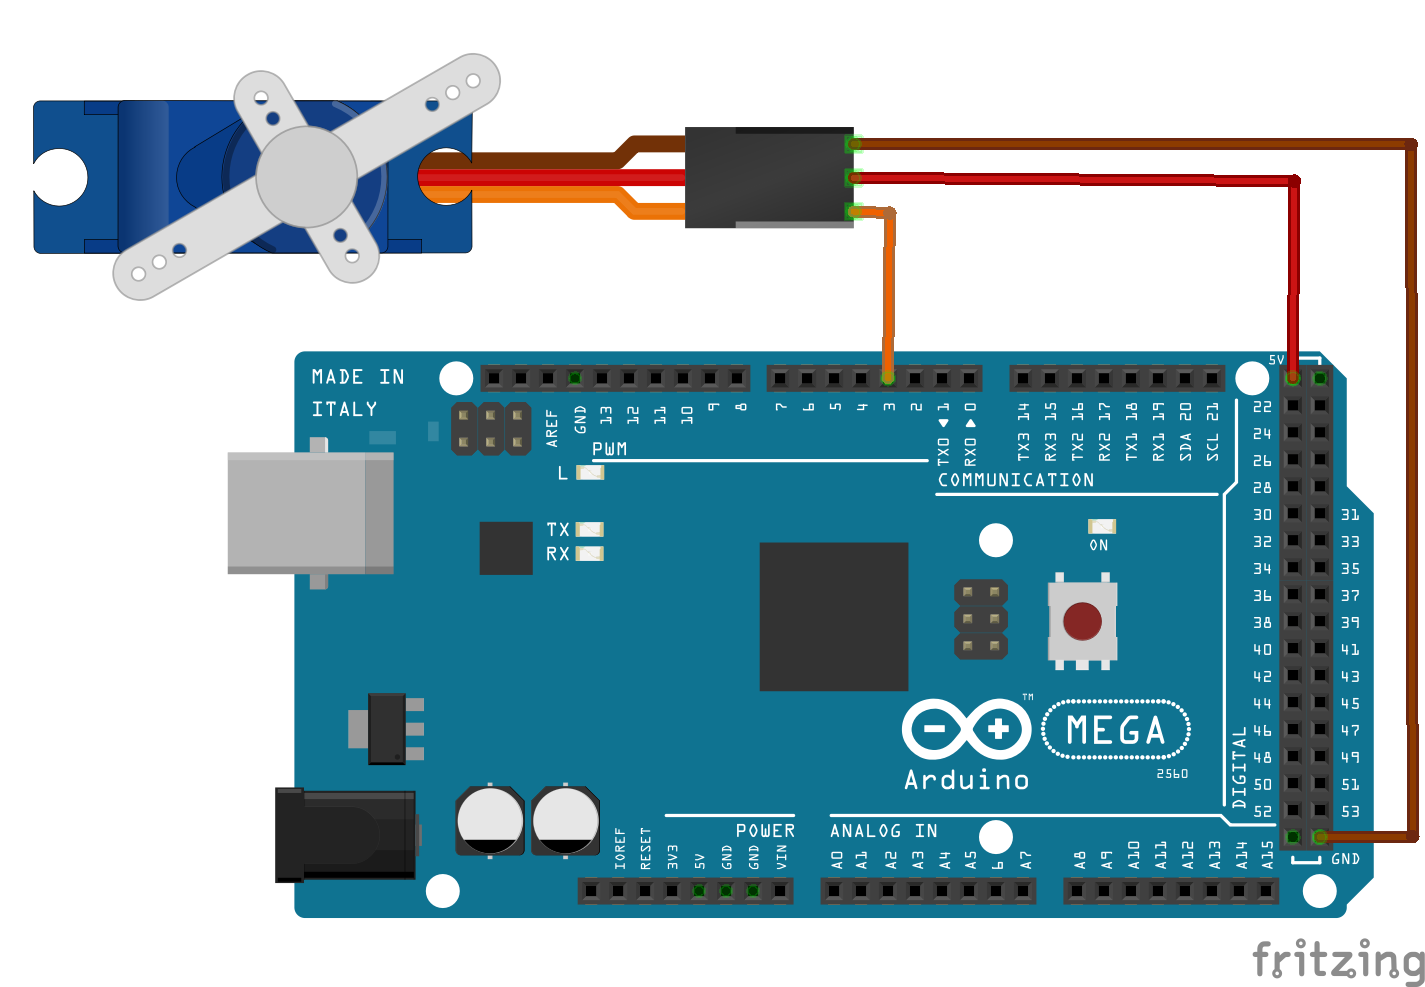 MADE IN
ITALY
AREF
GND
13
12
11
10
9
8
7
6
5
4
3
2
TX0 ◀ 1
RX0 ▶ 0
TX3 14
RX3 15
TX2 16
RX2 17
TX1 18
RX1 19
SDA 20
SCL 21
5V
PWM
L
COMMUNICATION
TX
RX
ON
22
24
26
28
30 31
32 33
34 35
36 37
38 39
40 41
42 43
44 45
46 47
48 49
50 51
52 53
DIGITAL
GND
TM
MEGA
2560
Arduino
POWER
ANALOG IN
IOREF
RESET
3V3
5V
GND
GND
VIN
A0
A1
A2
A3
A4
A5
6
A7
A8
A9
A10
A11
A12
A13
A14
A15
fritzing